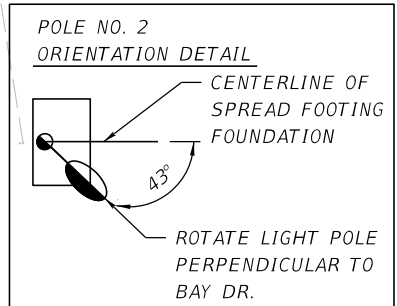 POLE NO. 2
ORIENTATION DETAIL
CENTERLINE OF
SPREAD FOOTING
FOUNDATION
43°
ROTATE LIGHT POLE
PERPENDICULAR TO
BAY DR.